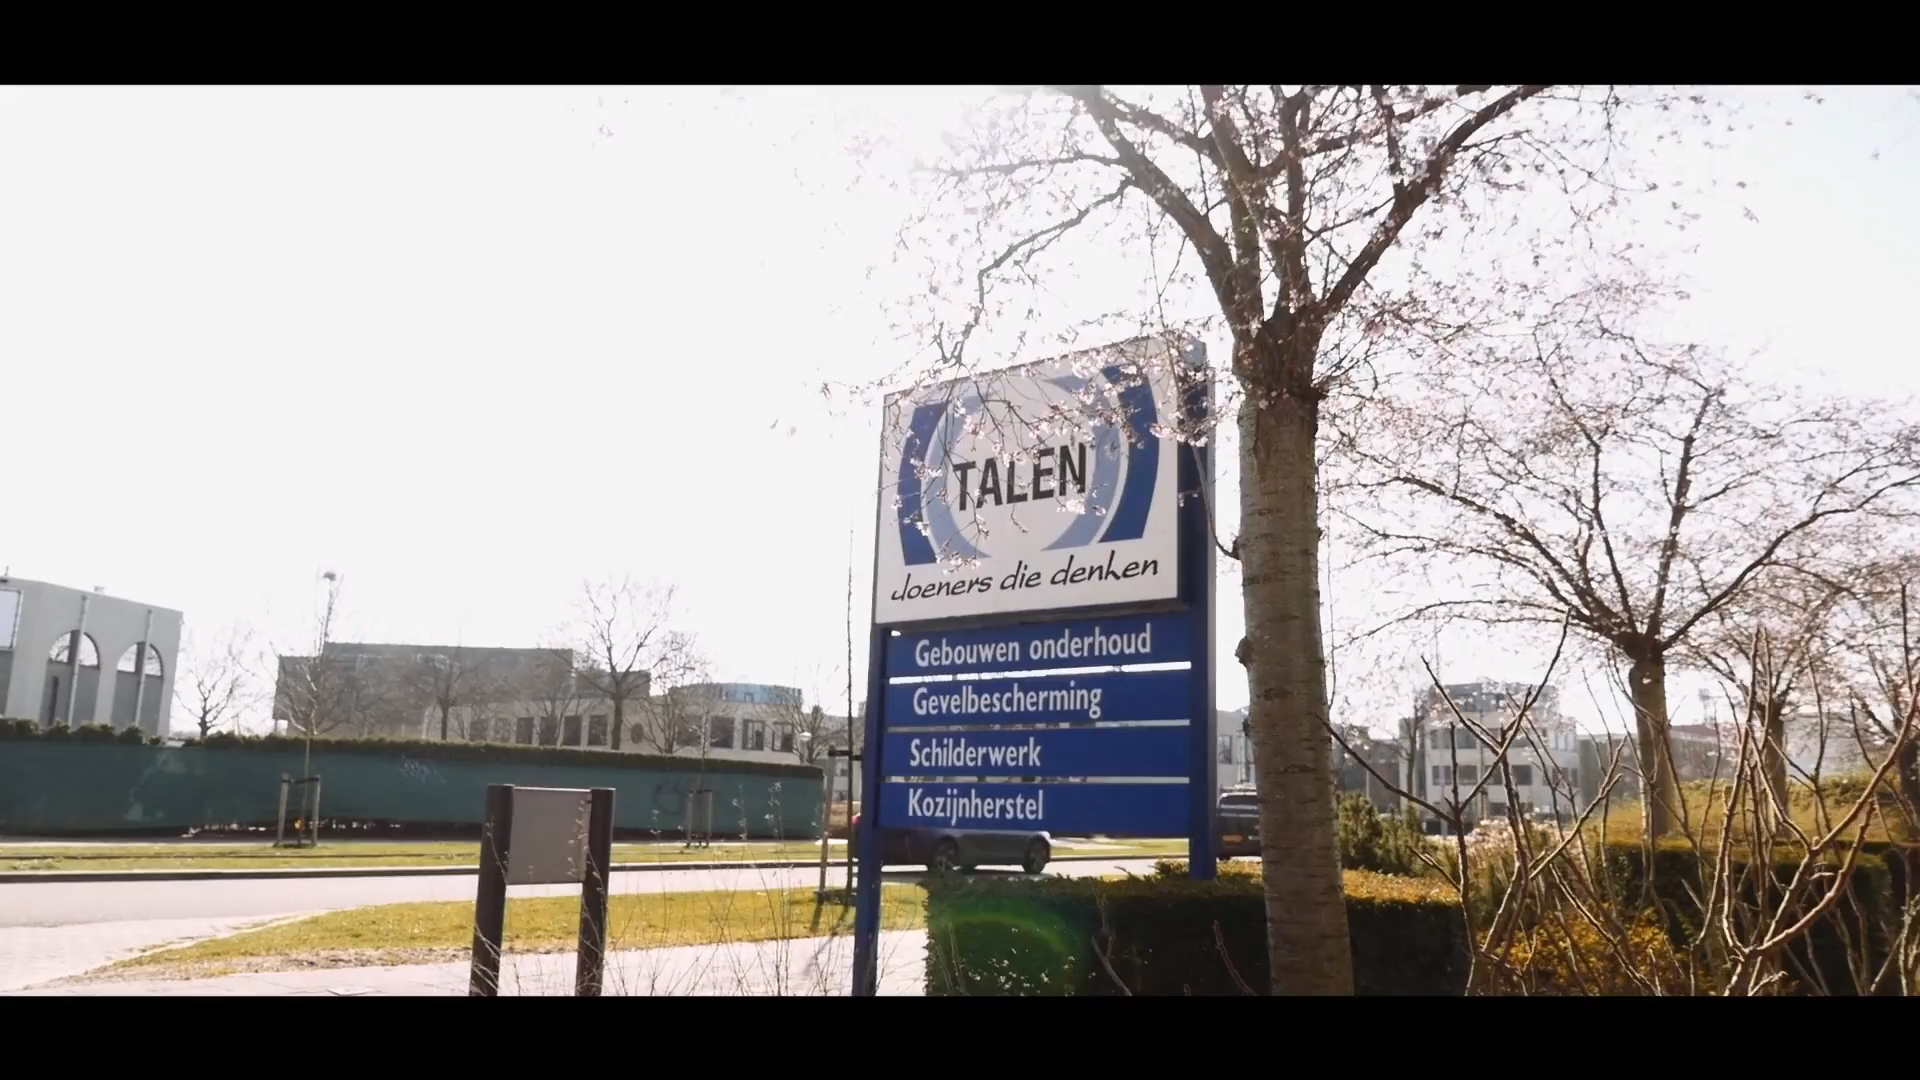 TALEN
doeners die denken
Gebouwen onderhoud
Gevelbescherming
Schilderwerk
Kozijnherstel